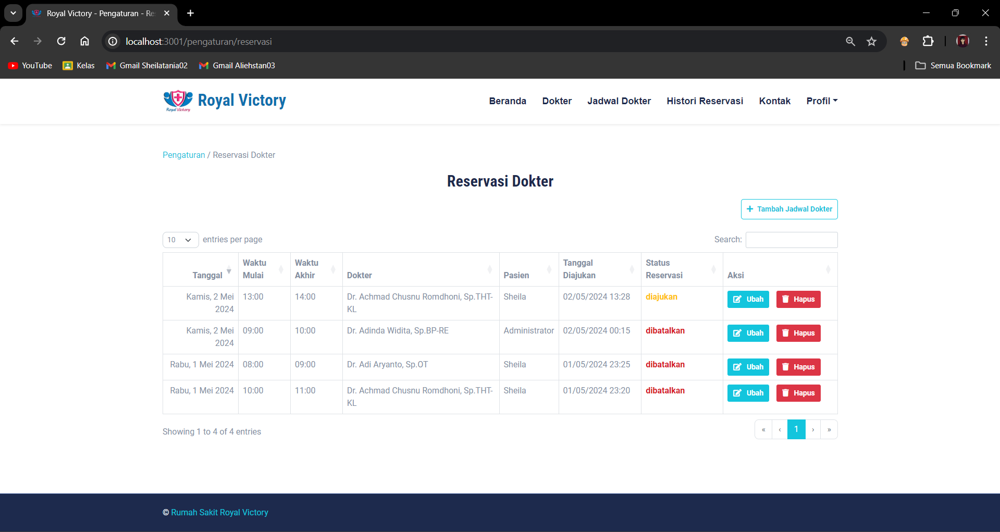 Royal Victory - Pengaturan - Re
localhost:3001/pengaturan/reservasi
YouTube Kelas Gmail Sheilatania02 Gmail Aliehstan03 Semua Bookmark
Royal Victory
Royal Victory Beranda Dokter Jadwal Dokter Histori Reservasi Kontak Profil
Pengaturan / Reservasi Dokter
Reservasi Dokter
+ Tambah Jadwal Dokter
10 entries per page Search:
Tanggal Waktu Mulai Waktu Akhir Dokter Pasien Tanggal Diajukan Status Reservasi Aksi
Kamis, 2 Mei 2024 13:00 14:00 Dr. Achmad Chusnu Romdhoni, Sp.THT-KL Sheila 02/05/2024 13:28 diajukan Ubah Hapus
Kamis, 2 Mei 2024 09:00 10:00 Dr. Adinda Widita, Sp.BP-RE Administrator 02/05/2024 00:15 dibatalkan Ubah Hapus
Rabu, 1 Mei 2024 08:00 09:00 Dr. Adi Aryanto, Sp.OT Sheila 01/05/2024 23:25 dibatalkan Ubah Hapus
Rabu, 1 Mei 2024 10:00 11:00 Dr. Achmad Chusnu Romdhoni, Sp.THT-KL Sheila 01/05/2024 23:20 dibatalkan Ubah Hapus
Showing 1 to 4 of 4 entries « ‹ 1 › »
© Rumah Sakit Royal Victory